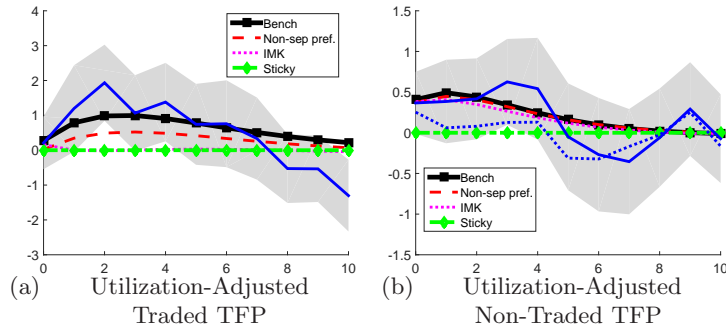 4
3
2
1
0
-1
-2
-3
0 2 4 6 8 10
Bench
Non-sep pref.
IMK
Sticky
(a) Utilization-Adjusted
Traded TFP
1.5
1
0.5
0
-0.5
-1
-1.5
0 2 4 6 8 10
Bench
Non-sep pref.
IMK
Sticky
(b) Utilization-Adjusted
Non-Traded TFP